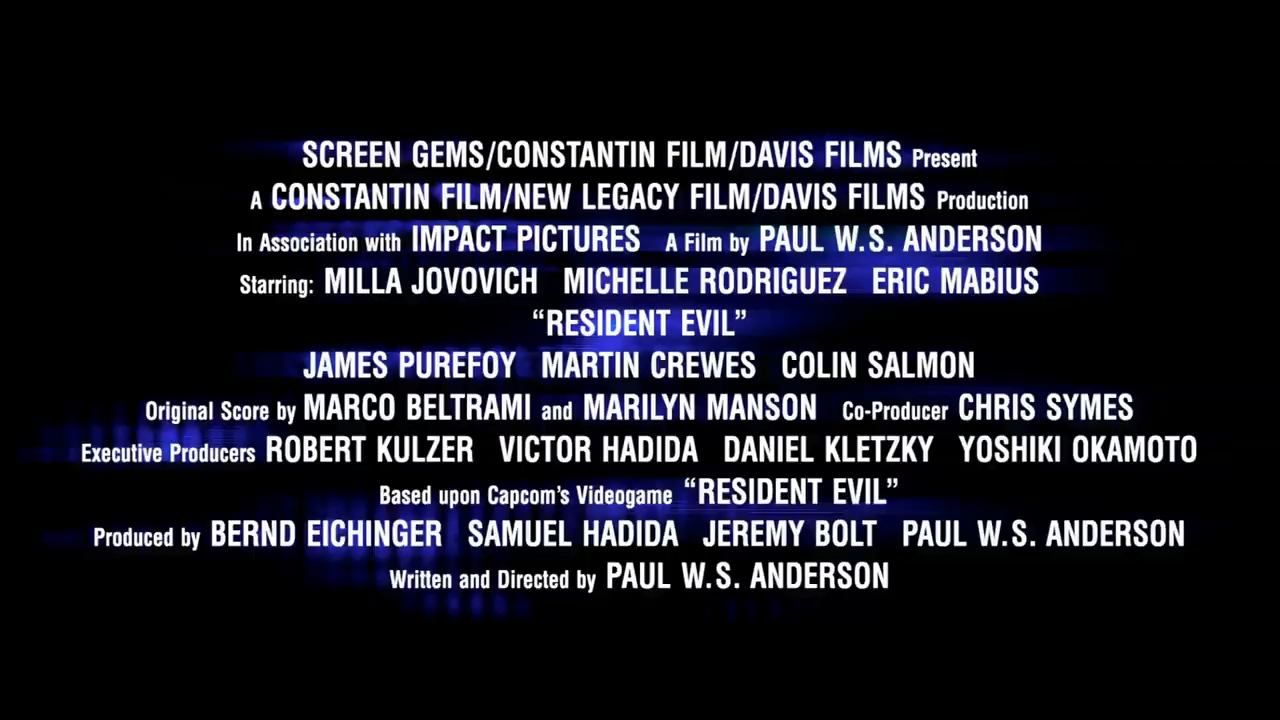 SCREEN GEMS/CONSTANTIN FILM/DAVIS FILMS Present
A CONSTANTIN FILM/NEW LEGACY FILM/DAVIS FILMS Production
In Association with IMPACT PICTURES A Film by PAUL W.S. ANDERSON
Starring: MILLA JOVOVICH MICHELLE RODRIGUEZ ERIC MABIUS
“RESIDENT EVIL”
JAMES PUREFOY MARTIN CREWES COLIN SALMON
Original Score by MARCO BELTRAMI and MARILYN MANSON Co-Producer CHRIS SYMES
Executive Producers ROBERT KULZER VICTOR HADIDA DANIEL KLETZKY YOSHIKI OKAMOTO
Based upon Capcom’s Videogame “RESIDENT EVIL”
Produced by BERND EICHINGER SAMUEL HADIDA JEREMY BOLT PAUL W.S. ANDERSON
Written and Directed by PAUL W.S. ANDERSON